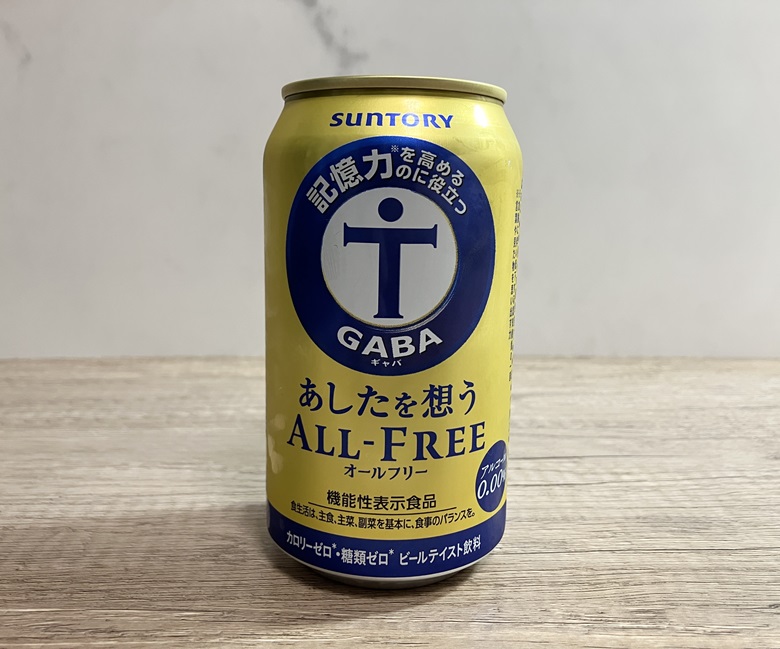 SUNTORY
記憶力※を高める
のに役立つ
GABA
ギャバ
あしたを想う
ALL-FREE
オールフリー
アルコール
0.00%
機能性表示食品
食生活は、主食、主菜、副菜を基本に、食事のバランスを。
カロリーゼロ*・糖類ゼロ* ビールテイスト飲料